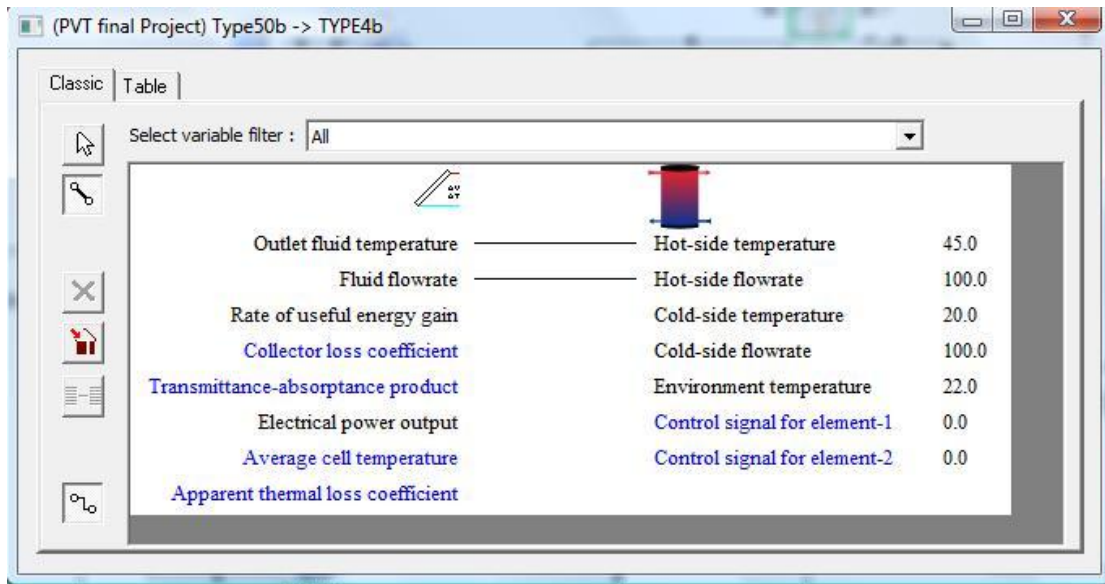 (PVT final Project) Type50b -> TYPE4b
Classic Table
Select variable filter : All
Outlet fluid temperature Hot-side temperature 45.0
Fluid flowrate Hot-side flowrate 100.0
Rate of useful energy gain Cold-side temperature 20.0
Collector loss coefficient Cold-side flowrate 100.0
Transmittance-absorptance product Environment temperature 22.0
Electrical power output Control signal for element-1 0.0
Average cell temperature Control signal for element-2 0.0
Apparent thermal loss coefficient